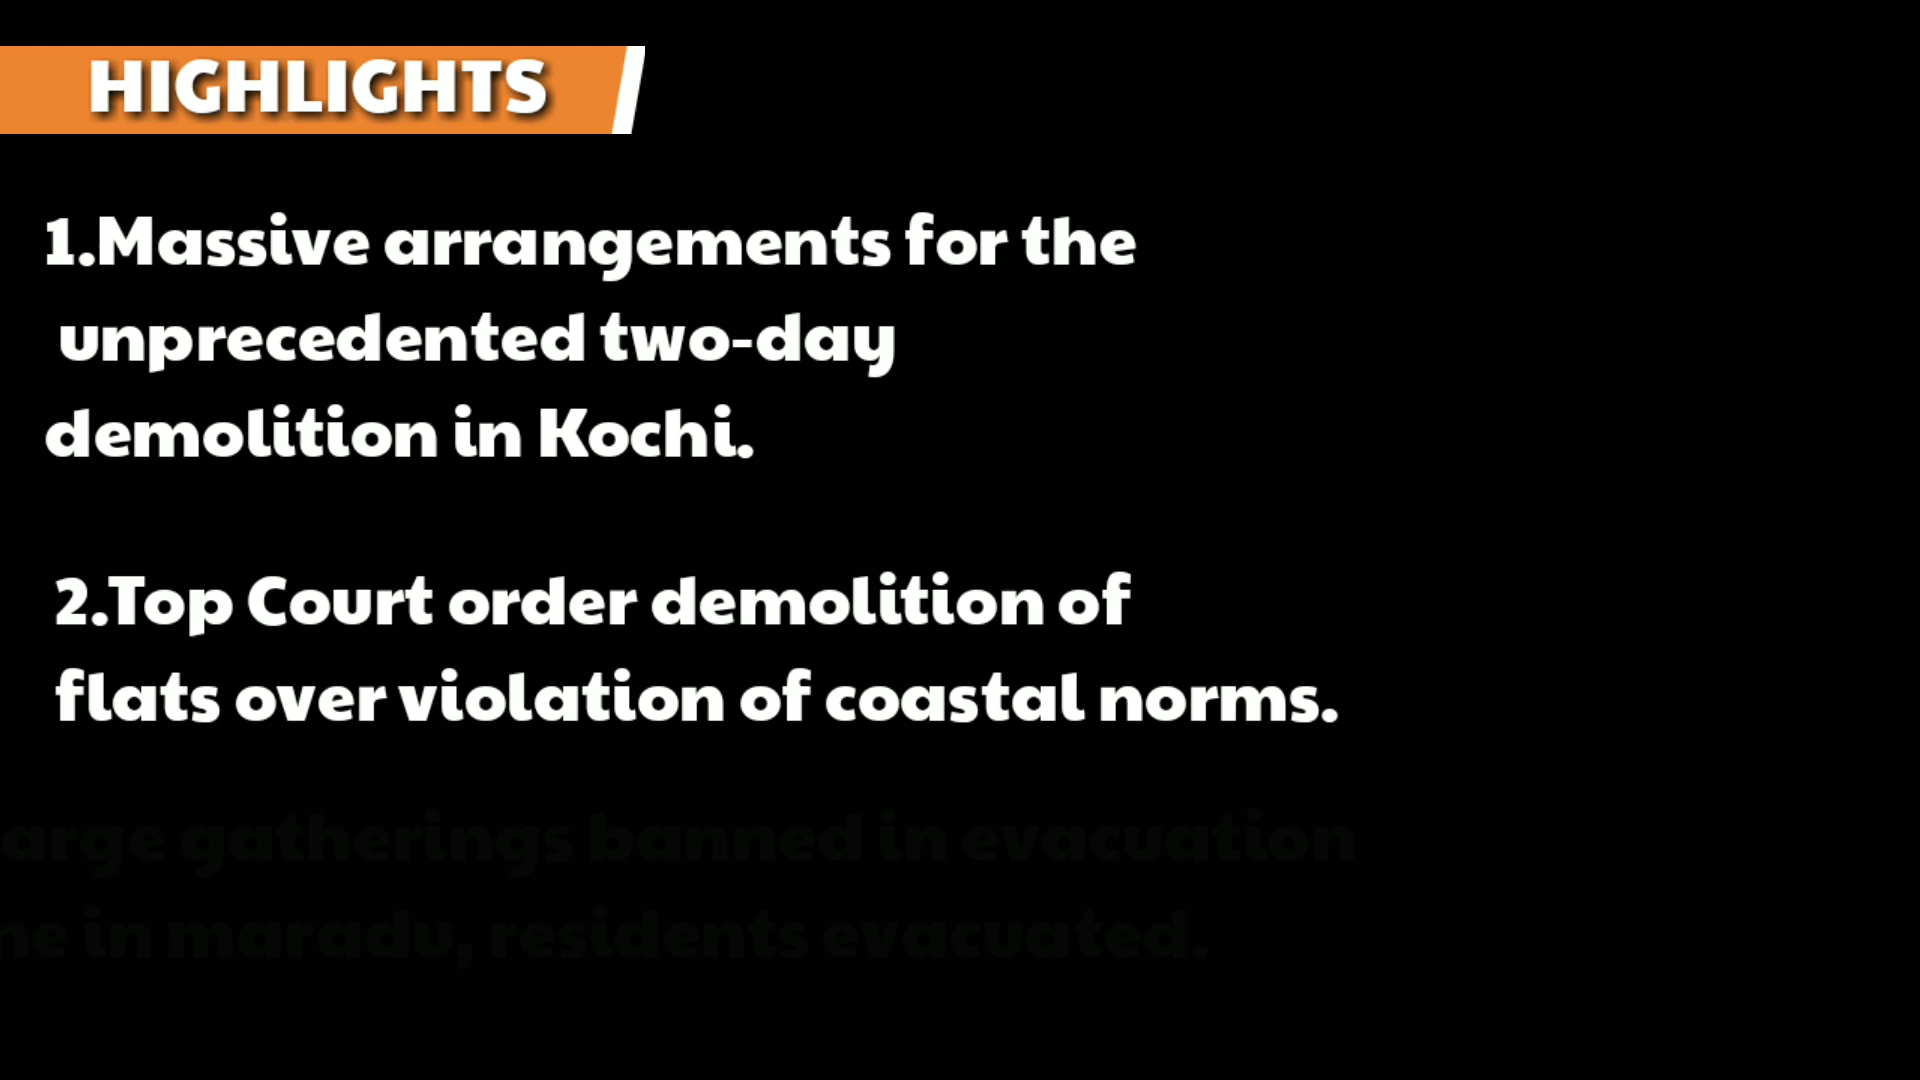 HIGHLIGHTS
1.Massive arrangements for the
unprecedented two-day
demolition in Kochi.
2.Top Court order demolition of
flats over violation of coastal norms.
arge gatherings banned in evacuation
ne in maradu, residents evacuated.